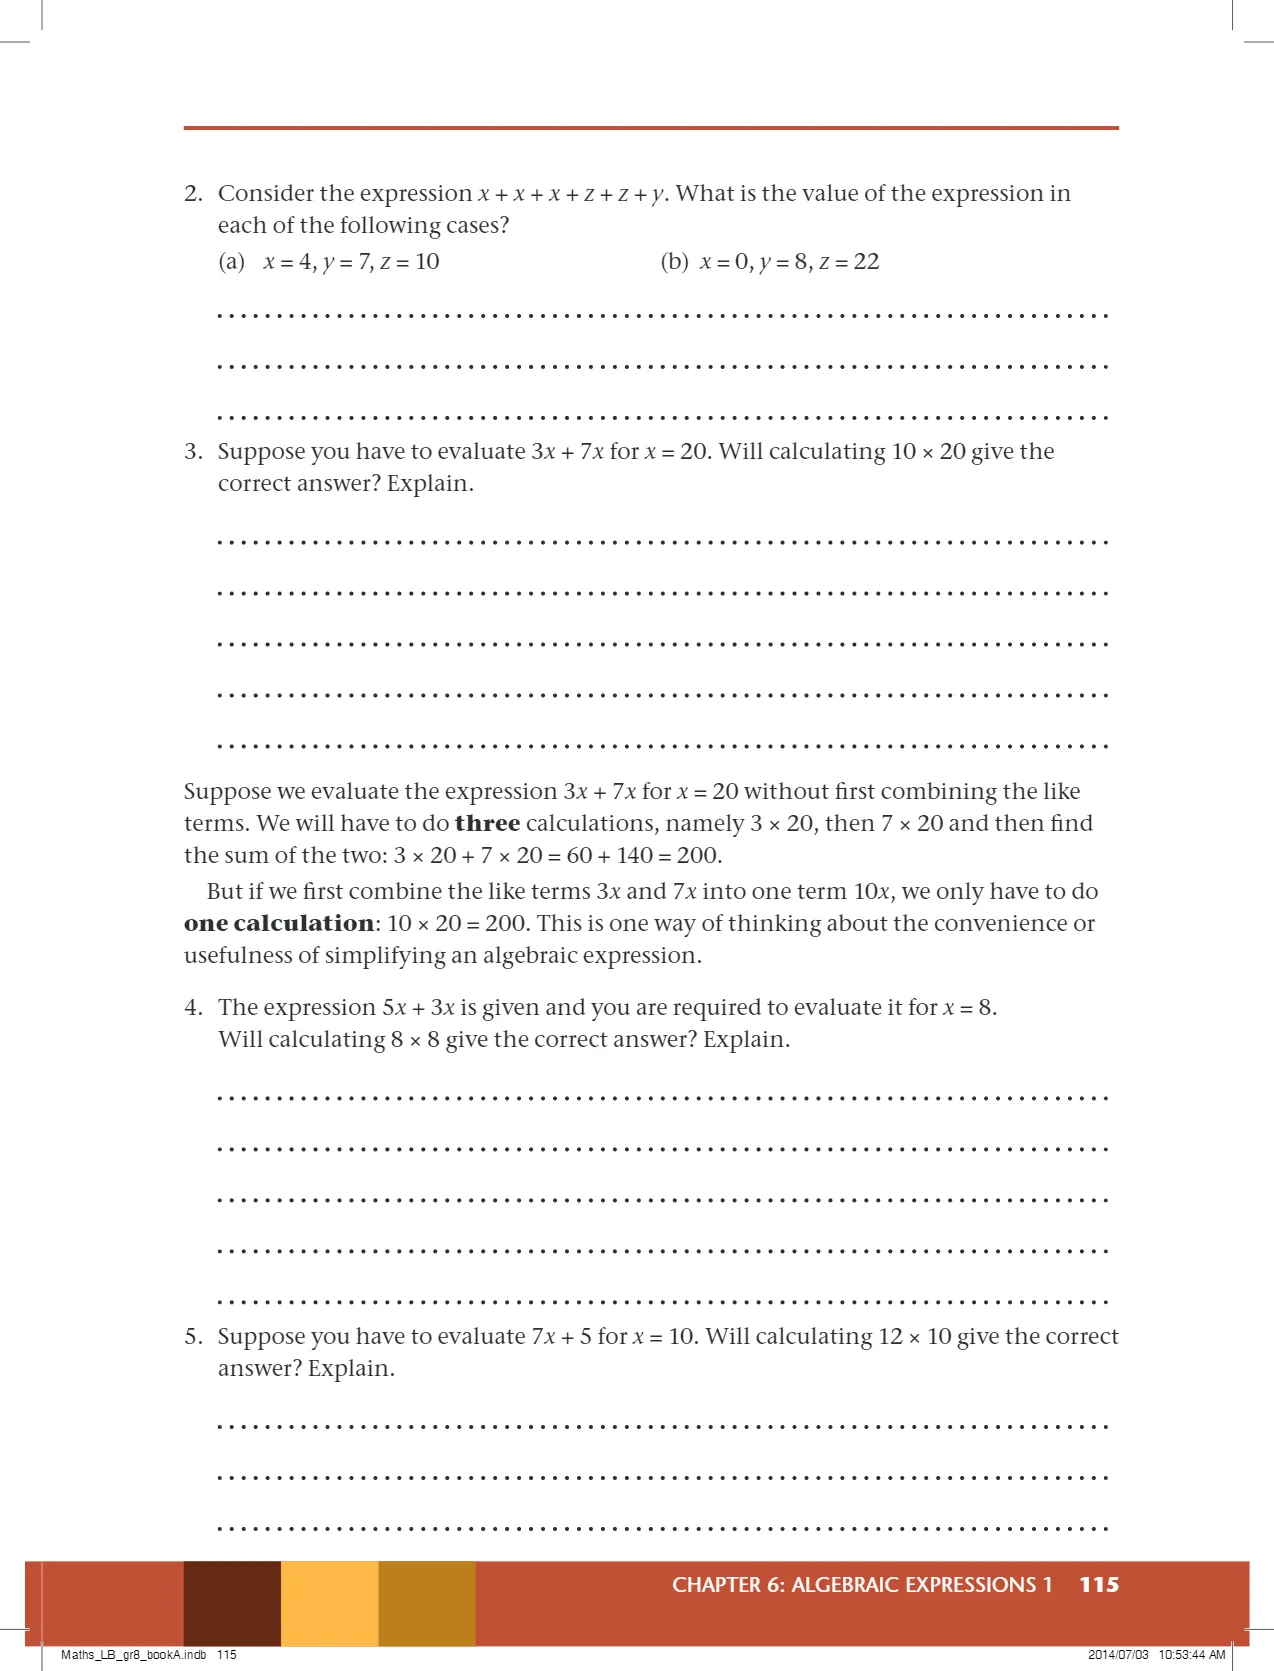 2. Consider the expression x + x + x + z + z + y. What is the value of the expression in
each of the following cases?
(a) x = 4, y = 7, z = 10 (b) x = 0, y = 8, z = 22
3. Suppose you have to evaluate 3x + 7x for x = 20. Will calculating 10 × 20 give the
correct answer? Explain.
Suppose we evaluate the expression 3x + 7x for x = 20 without first combining the like
terms. We will have to do three calculations, namely 3 × 20, then 7 × 20 and then find
the sum of the two: 3 × 20 + 7 × 20 = 60 + 140 = 200.
But if we first combine the like terms 3x and 7x into one term 10x, we only have to do
one calculation: 10 × 20 = 200. This is one way of thinking about the convenience or
usefulness of simplifying an algebraic expression.
4. The expression 5x + 3x is given and you are required to evaluate it for x = 8.
Will calculating 8 × 8 give the correct answer? Explain.
5. Suppose you have to evaluate 7x + 5 for x = 10. Will calculating 12 × 10 give the correct
answer? Explain.
CHAPTER 6: ALGEBRAIC EXPRESSIONS 1 115
Maths_LB_gr8_bookA.indb 115 2014/07/03 10:53:44 AM